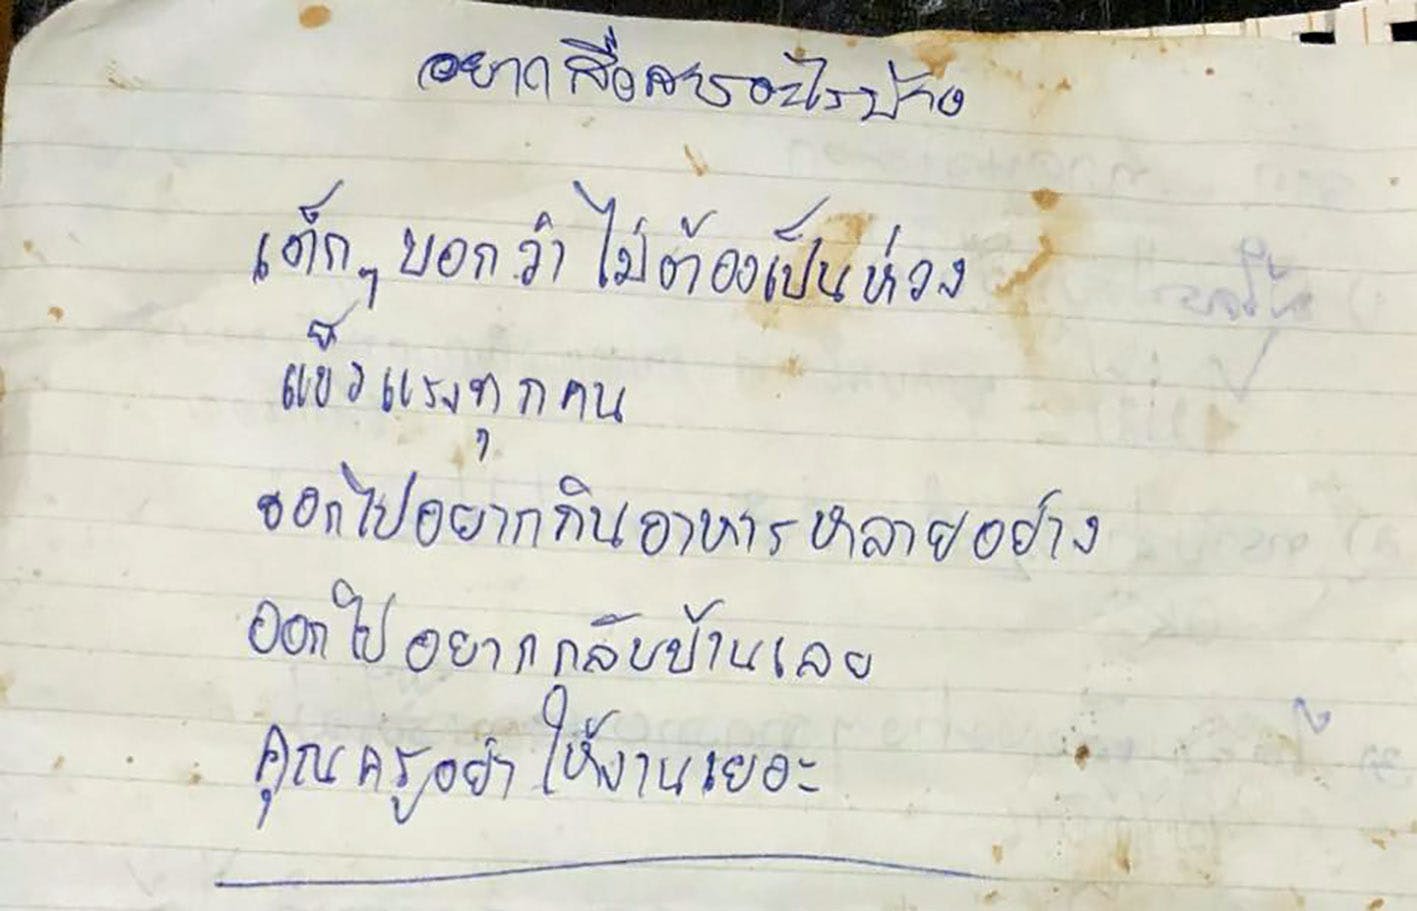 อยากสื่อสารอะไรบ้าง
เด็กๆ บอกว่า ไม่ต้องเป็นห่วง
แข็งแรงทุกคน
ออกไปอยากกินอาหารหลายอย่าง
ออกไปอยากกลับบ้านเลย
คุณครูอย่าให้งานเยอะ